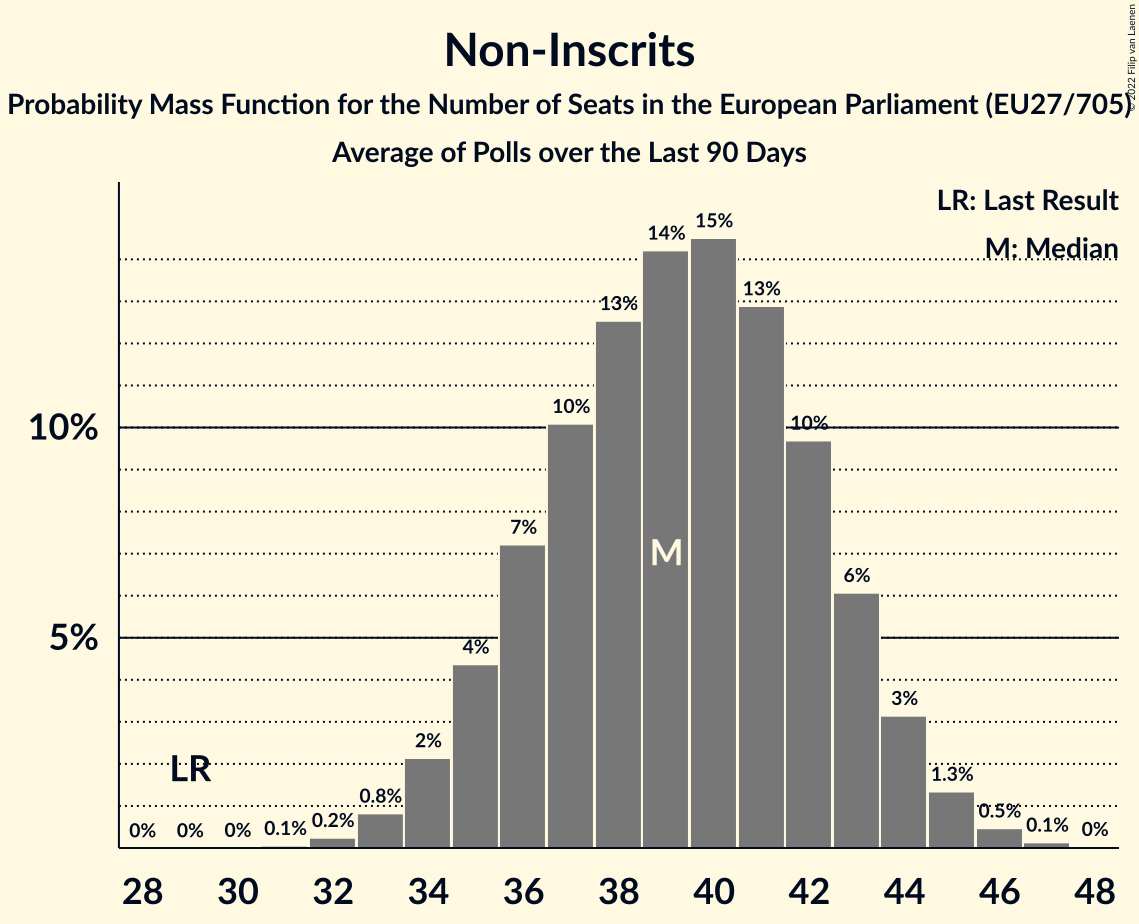 Non-Inscrits
Probability Mass Function for the Number of Seats in the European Parliament (EU27/705)
Average of Polls over the Last 90 Days
© 2022 Filip van Laenen
LR: Last Result
M: Median
15%
14%
13%
13%
10%
10%
10%
7%
M
6%
5%
4%
3%
2%
LR
1.3%
0.8%
0.5%
0.2%
0.1%
0.1%
0%
0%
0%
0%
28 30 32 34 36 38 40 42 44 46 48